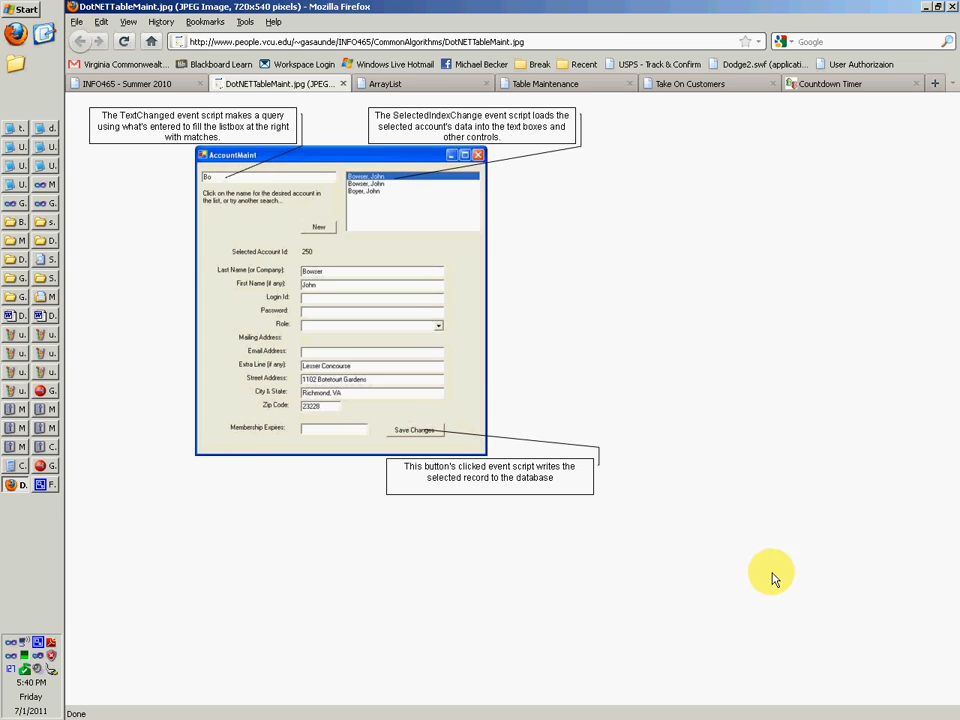 Start
DotNETTableMaint.jpg (JPEG Image, 720x540 pixels) - Mozilla Firefox
File Edit View History Bookmarks Tools Help
http://www.people.vcu.edu/~gasaunde/INFO465/CommonAlgorithms/DotNETTableMaint.jpg
Google
Virginia Commonwealt... Blackboard Learn Workspace Login Windows Live Hotmail Michael Becker Break Recent USPS - Track & Confirm Dodge2.swf (applicati... User Authorizaion
INFO465 - Summer 2010 DotNETTableMaint.jpg (JPEG... ArrayList Table Maintenance Take On Customers Countdown Timer
The TextChanged event script makes a query
using what's entered to fill the listbox at the right
with matches.
The SelectedIndexChange event script loads the
selected account's data into the text boxes and
other controls.
AccountMaint
Bo
Click on the name for the desired account in
the list, or try another search...
Bowser, John
Bowser, John
Boyer, John
New
Selected Account Id: 250
Last Name (or Company): Bowser
First Name (if any): John
Login Id:
Password:
Role:
Mailing Address:
Email Address:
Extra Line (if any): Lesser Concourse
Street Address: 1102 Botetourt Gardens
City & State: Richmond, VA
Zip Code: 23228
Membership Expires:
Save Changes
This button's clicked event script writes the
selected record to the database
t. d.
U. U.
U. U.
U. M
G. G.
B. s.
M D.
D. S.
G. S.
G. M
D. D.
u. u.
u. u.
u. u.
u. G.
M M
M M
M C.
C. G.
D. F.
5:40 PM
Friday
7/1/2011
Done